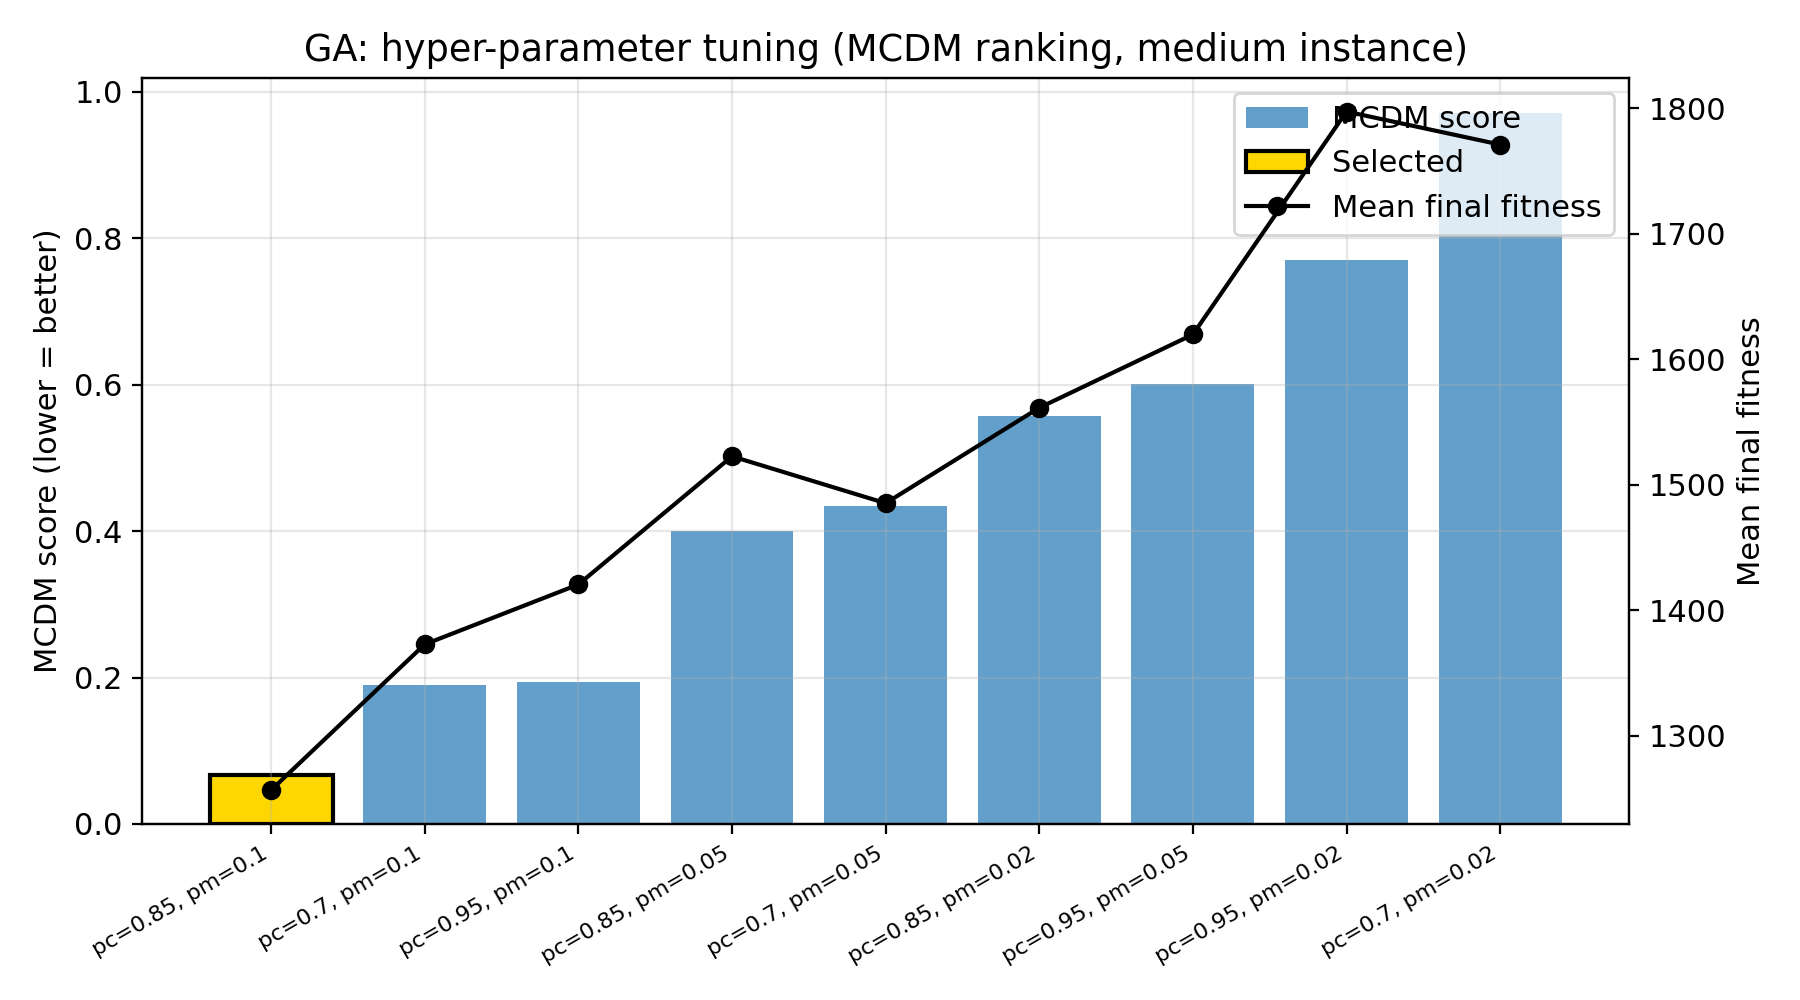 GA: hyper-parameter tuning (MCDM ranking, medium instance)
MCDM score (lower = better)
1.0
0.8
0.6
0.4
0.2
0.0
MCDM score
Selected
Mean final fitness
1800
1700
1600
1500
1400
1300
Mean final fitness
pc=0.85, pm=0.1
pc=0.7, pm=0.1
pc=0.95, pm=0.1
pc=0.85, pm=0.05
pc=0.7, pm=0.05
pc=0.85, pm=0.02
pc=0.95, pm=0.05
pc=0.95, pm=0.02
pc=0.7, pm=0.02